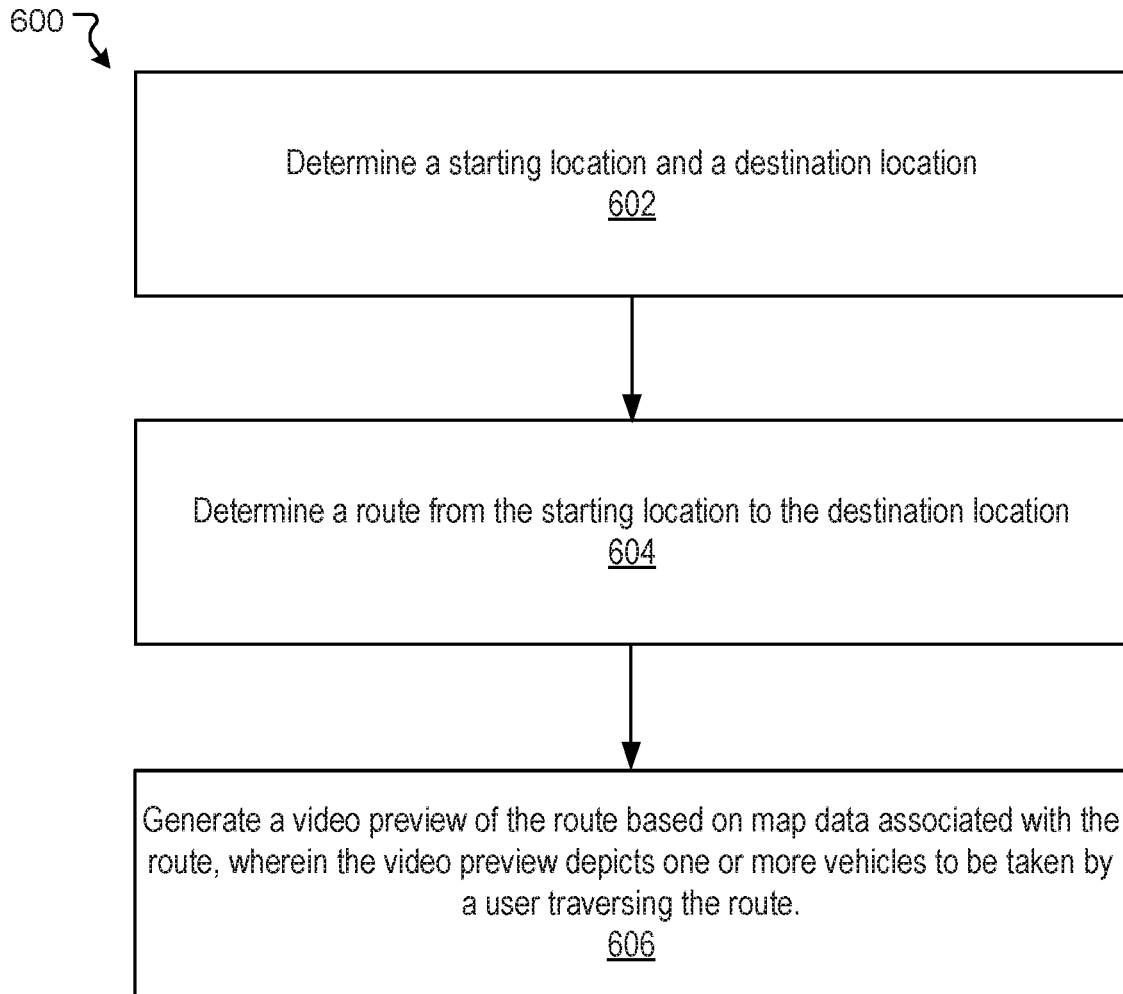 600
Determine a starting location and a destination location
602
Determine a route from the starting location to the destination location
604
Generate a video preview of the route based on map data associated with the
route, wherein the video preview depicts one or more vehicles to be taken by
a user traversing the route.
606